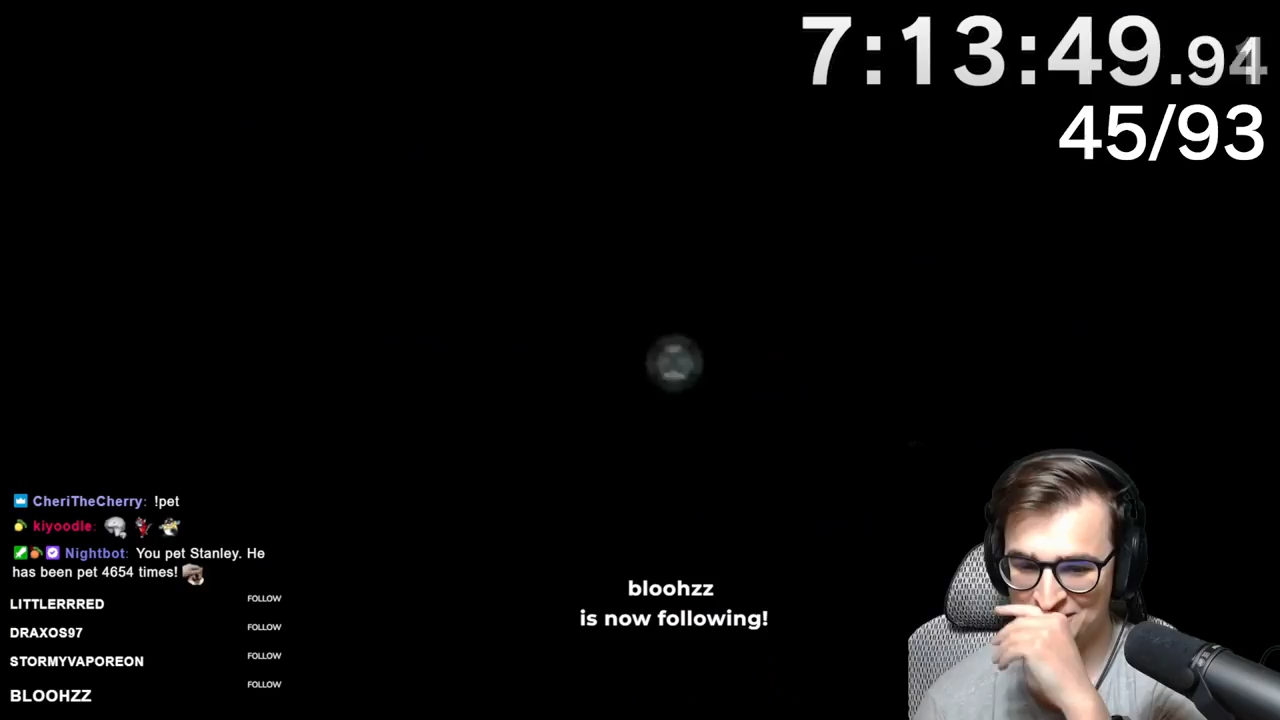 7:13:49.94
45/93
CheriTheCherry: !pet
kiyoodle:
Nightbot: You pet Stanley. He
has been pet 4654 times!
LITTLERRRED FOLLOW
DRAXOS97 FOLLOW
STORMYVAPOREON FOLLOW
BLOOHZZ FOLLOW
bloohzz
is now following!